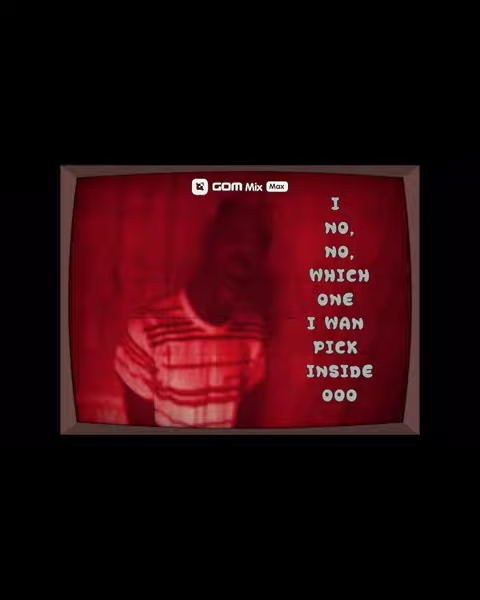 GOM Mix Max
I
NO,
NO,
WHICH
ONE
I WAN
PICK
INSIDE
OOO